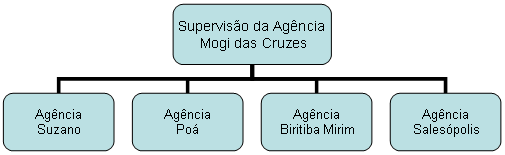 Supervisão da Agência
Mogi das Cruzes
Agência
Suzano
Agência
Poá
Agência
Biritiba Mirim
Agência
Salesópolis